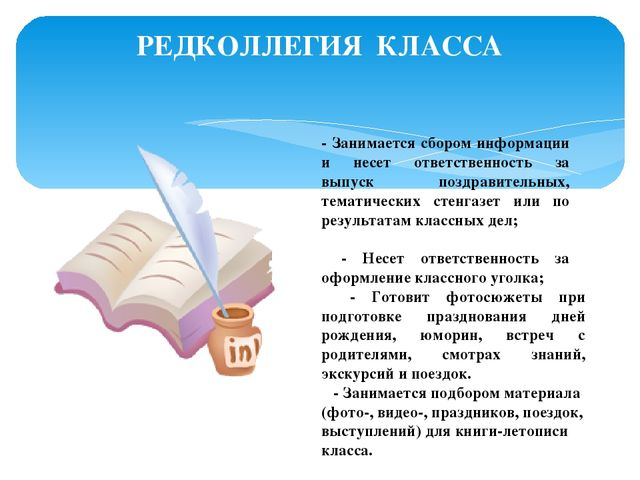 РЕДКОЛЛЕГИЯ КЛАССА
- Занимается сбором информации
и несет ответственность за
выпуск поздравительных,
тематических стенгазет или по
результатам классных дел;
- Несет ответственность за
оформление классного уголка;
- Готовит фотосюжеты при
подготовке празднования дней
рождения, юморин, встреч с
родителями, смотрах знаний,
экскурсий и поездок.
- Занимается подбором материала
(фото-, видео-, праздников, поездок,
выступлений) для книги-летописи
класса.
in